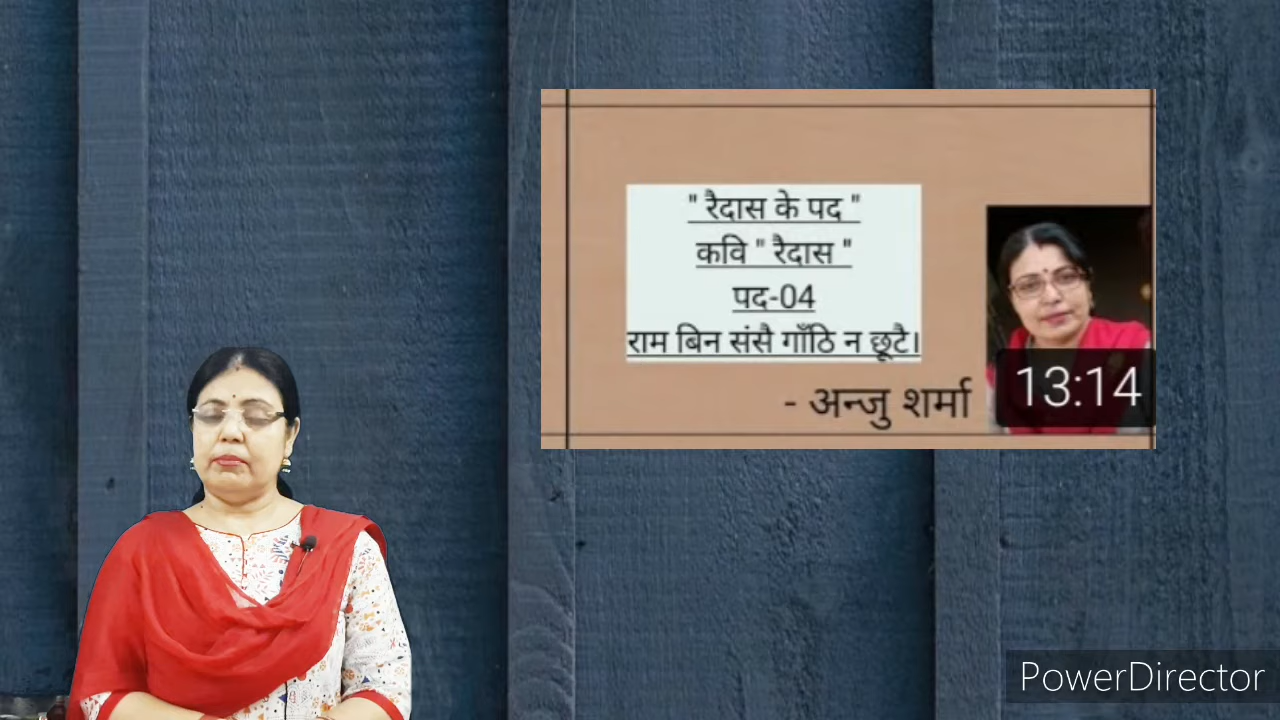 " रैदास के पद "
कवि " रैदास "
पद-04
राम बिन संसै गाँठि न छूटै।
- अन्जु शर्मा
13:14
PowerDirector